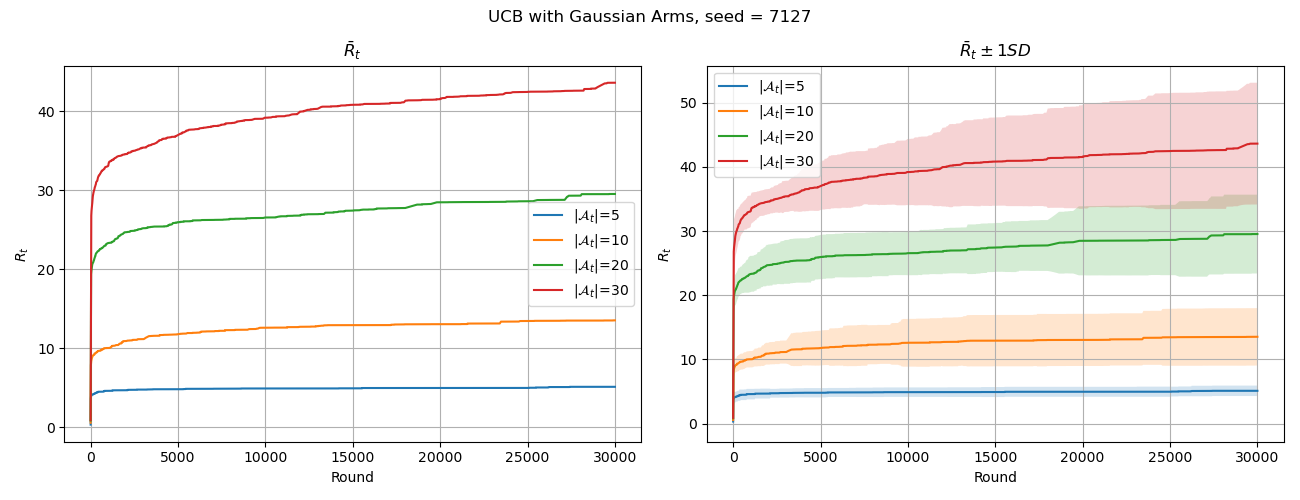 UCB with Gaussian Arms, seed = 7127
R̄ₜ
Rₜ
40
30
20
10
0
|𝒜ₜ|=5
|𝒜ₜ|=10
|𝒜ₜ|=20
|𝒜ₜ|=30
0 5000 10000 15000 20000 25000 30000
Round
R̄ₜ ± 1SD
Rₜ
50
40
30
20
10
0
|𝒜ₜ|=5
|𝒜ₜ|=10
|𝒜ₜ|=20
|𝒜ₜ|=30
0 5000 10000 15000 20000 25000 30000
Round